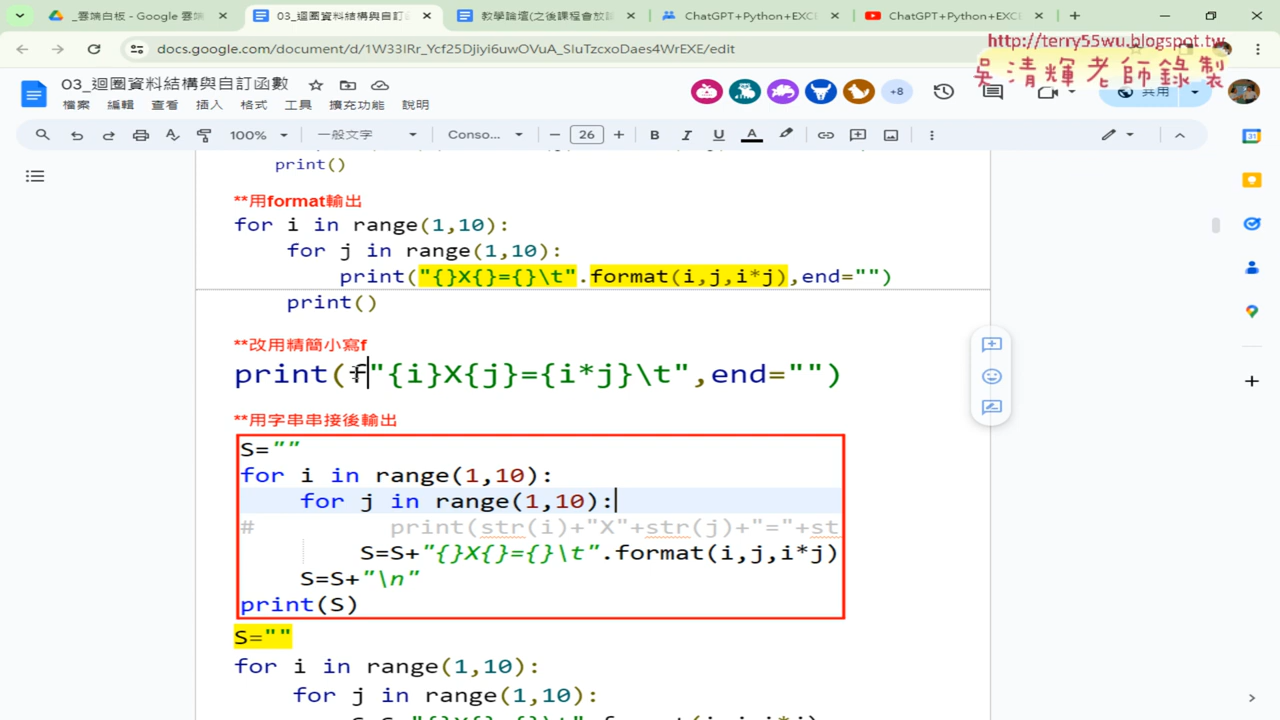 _雲端白板 - Google 雲端
03_迴圈資料結構與自訂函
教學論壇(之後課程會放
ChatGPT+Python+EXC
ChatGPT+Python+EXC
docs.google.com/document/d/1W33IRr_Ycf25DJiyi6uwOVuA_SluTzcxoDaes4WrEXE/edit
http://terry55wu.blogspot.tw
吳清輝老師錄製
03_迴圈資料結構與自訂函數
檔案 編輯 查看 插入 格式 工具 擴充功能 說明
+8
共用
100% 一般文字 Conso... 26 B I U A
print()
**用format輸出
for i in range(1,10):
for j in range(1,10):
print("{}X{}={}\t".format(i,j,i*j),end="")
print()
**改用精簡小寫f
print(f"{i}X{j}={i*j}\t",end="")
**用字串串接後輸出
S=""
for i in range(1,10):
for j in range(1,10):
# print(str(i)+"X"+str(j)+"="+st
S=S+"{}X{}={}\t".format(i,j,i*j)
S=S+"\n"
print(S)
S=""
for i in range(1,10):
for j in range(1,10):